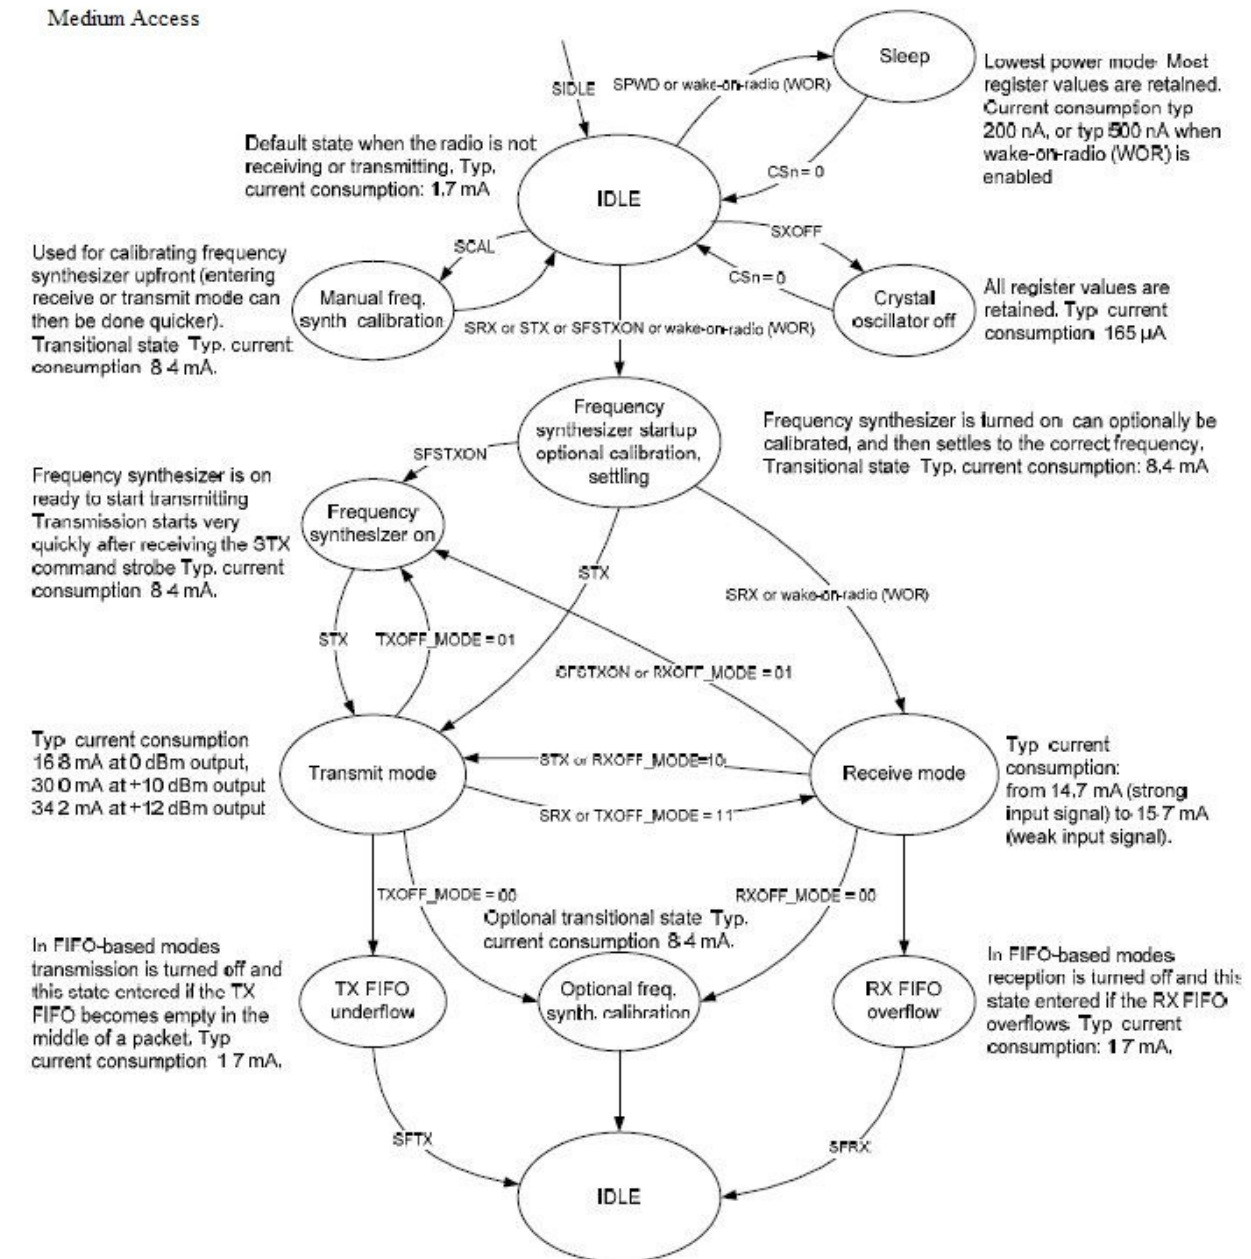 Medium Access
Sleep
Lowest power mode. Most
register values are retained.
Current consumption typ
200 nA, or typ 500 nA when
wake-on-radio (WOR) is
enabled
SIDLE
SPWD or wake-on-radio (WOR)
Default state when the radio is not
receiving or transmitting. Typ.
current consumption: 1.7 mA
IDLE
CSn = 0
SXOFF
CSn = 0
SCAL
Used for calibrating frequency
synthesizer upfront (entering
receive or transmit mode can
then be done quicker).
Transitional state Typ. current
consumption 8.4 mA.
Manual freq.
synth calibration
Crystal
oscillator off
All register values are
retained. Typ current
consumption 165 µA
SRX or STX or SFSTXON or wake-on-radio (WOR)
Frequency
synthesizer startup
optional calibration,
settling
Frequency synthesizer is turned on can optionally be
calibrated, and then settles to the correct frequency.
Transitional state Typ. current consumption: 8.4 mA
SFSTXON
Frequency synthesizer is on
ready to start transmitting
Transmission starts very
quickly after receiving the STX
command strobe Typ. current
consumption 8.4 mA.
Frequency
synthesizer on
STX
SRX or wake-on-radio (WOR)
STX
TXOFF_MODE = 01
SFSTXON or RXOFF_MODE = 01
Typ current consumption
16.8 mA at 0 dBm output,
30.0 mA at +10 dBm output
34.2 mA at +12 dBm output
Transmit mode
STX or RXOFF_MODE=10
SRX or TXOFF_MODE = 11
Receive mode
Typ current
consumption:
from 14.7 mA (strong
input signal) to 15.7 mA
(weak input signal).
TXOFF_MODE = 00
RXOFF_MODE = 00
Optional transitional state Typ.
current consumption 8.4 mA.
In FIFO-based modes
transmission is turned off and
this state entered if the TX
FIFO becomes empty in the
middle of a packet. Typ
current consumption 1.7 mA.
TX FIFO
underflow
Optional freq.
synth. calibration
RX FIFO
overflow
In FIFO-based modes
reception is turned off and this
state entered if the RX FIFO
overflows. Typ current
consumption: 1.7 mA.
SFTX
SFRX
IDLE